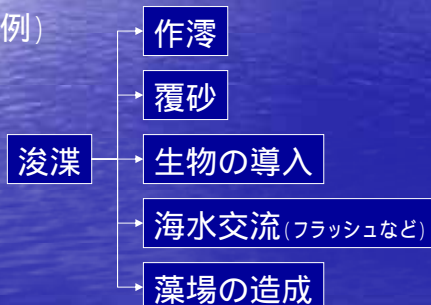 例)
作澪
覆砂
浚渫
生物の導入
海水交流(フラッシュなど)
藻場の造成